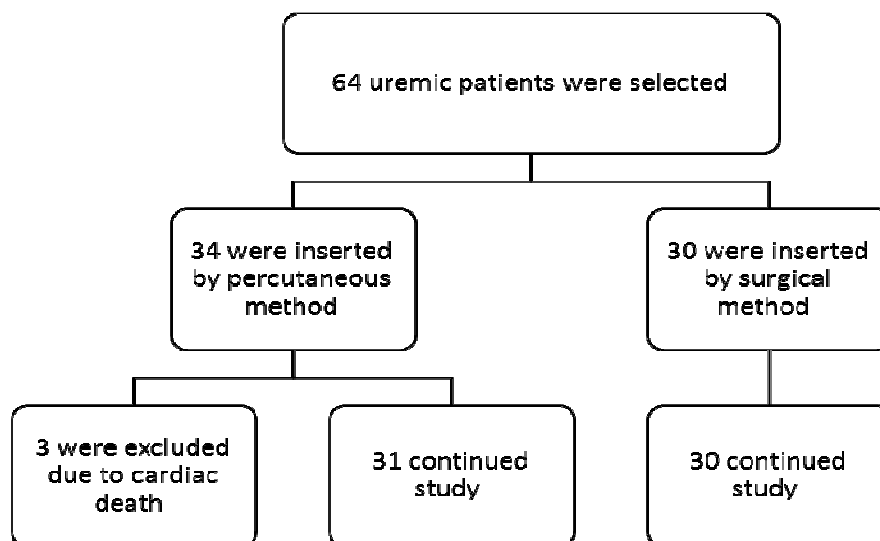 64 uremic patients were selected
34 were inserted
by percutaneous
method
30 were inserted
by surgical
method
3 were excluded
due to cardiac
death
31 continued
study
30 continued
study